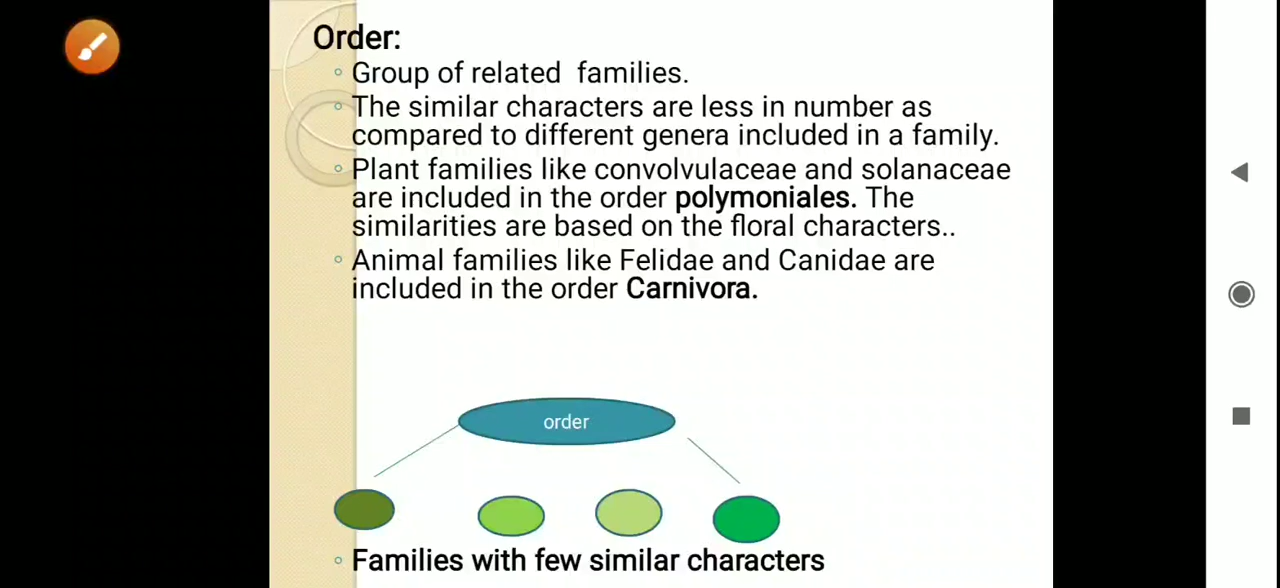 Order:
Group of related families.
The similar characters are less in number as
compared to different genera included in a family.
Plant families like convolvulaceae and solanaceae
are included in the order polymoniales. The
similarities are based on the floral characters..
Animal families like Felidae and Canidae are
included in the order Carnivora.
order
Families with few similar characters